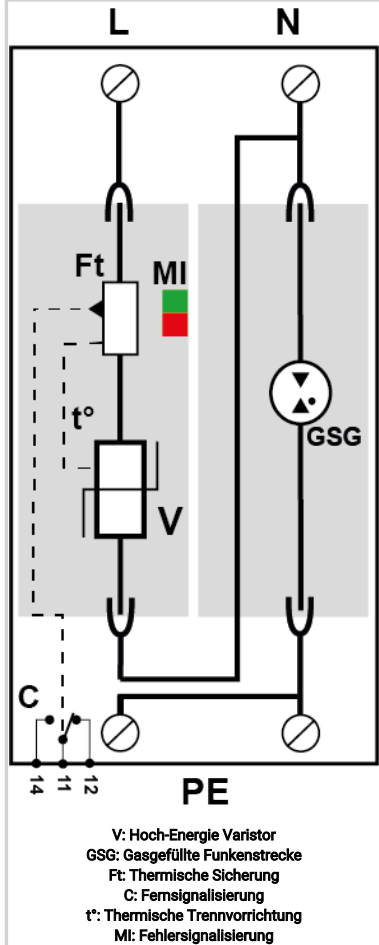 L N
Ft MI
t°
GSG
V
C
14 11 12
PE
V: Hoch-Energie Varistor
GSG: Gasgefüllte Funkenstrecke
Ft: Thermische Sicherung
C: Fernsignalisierung
t°: Thermische Trennvorrichtung
MI: Fehlersignalisierung